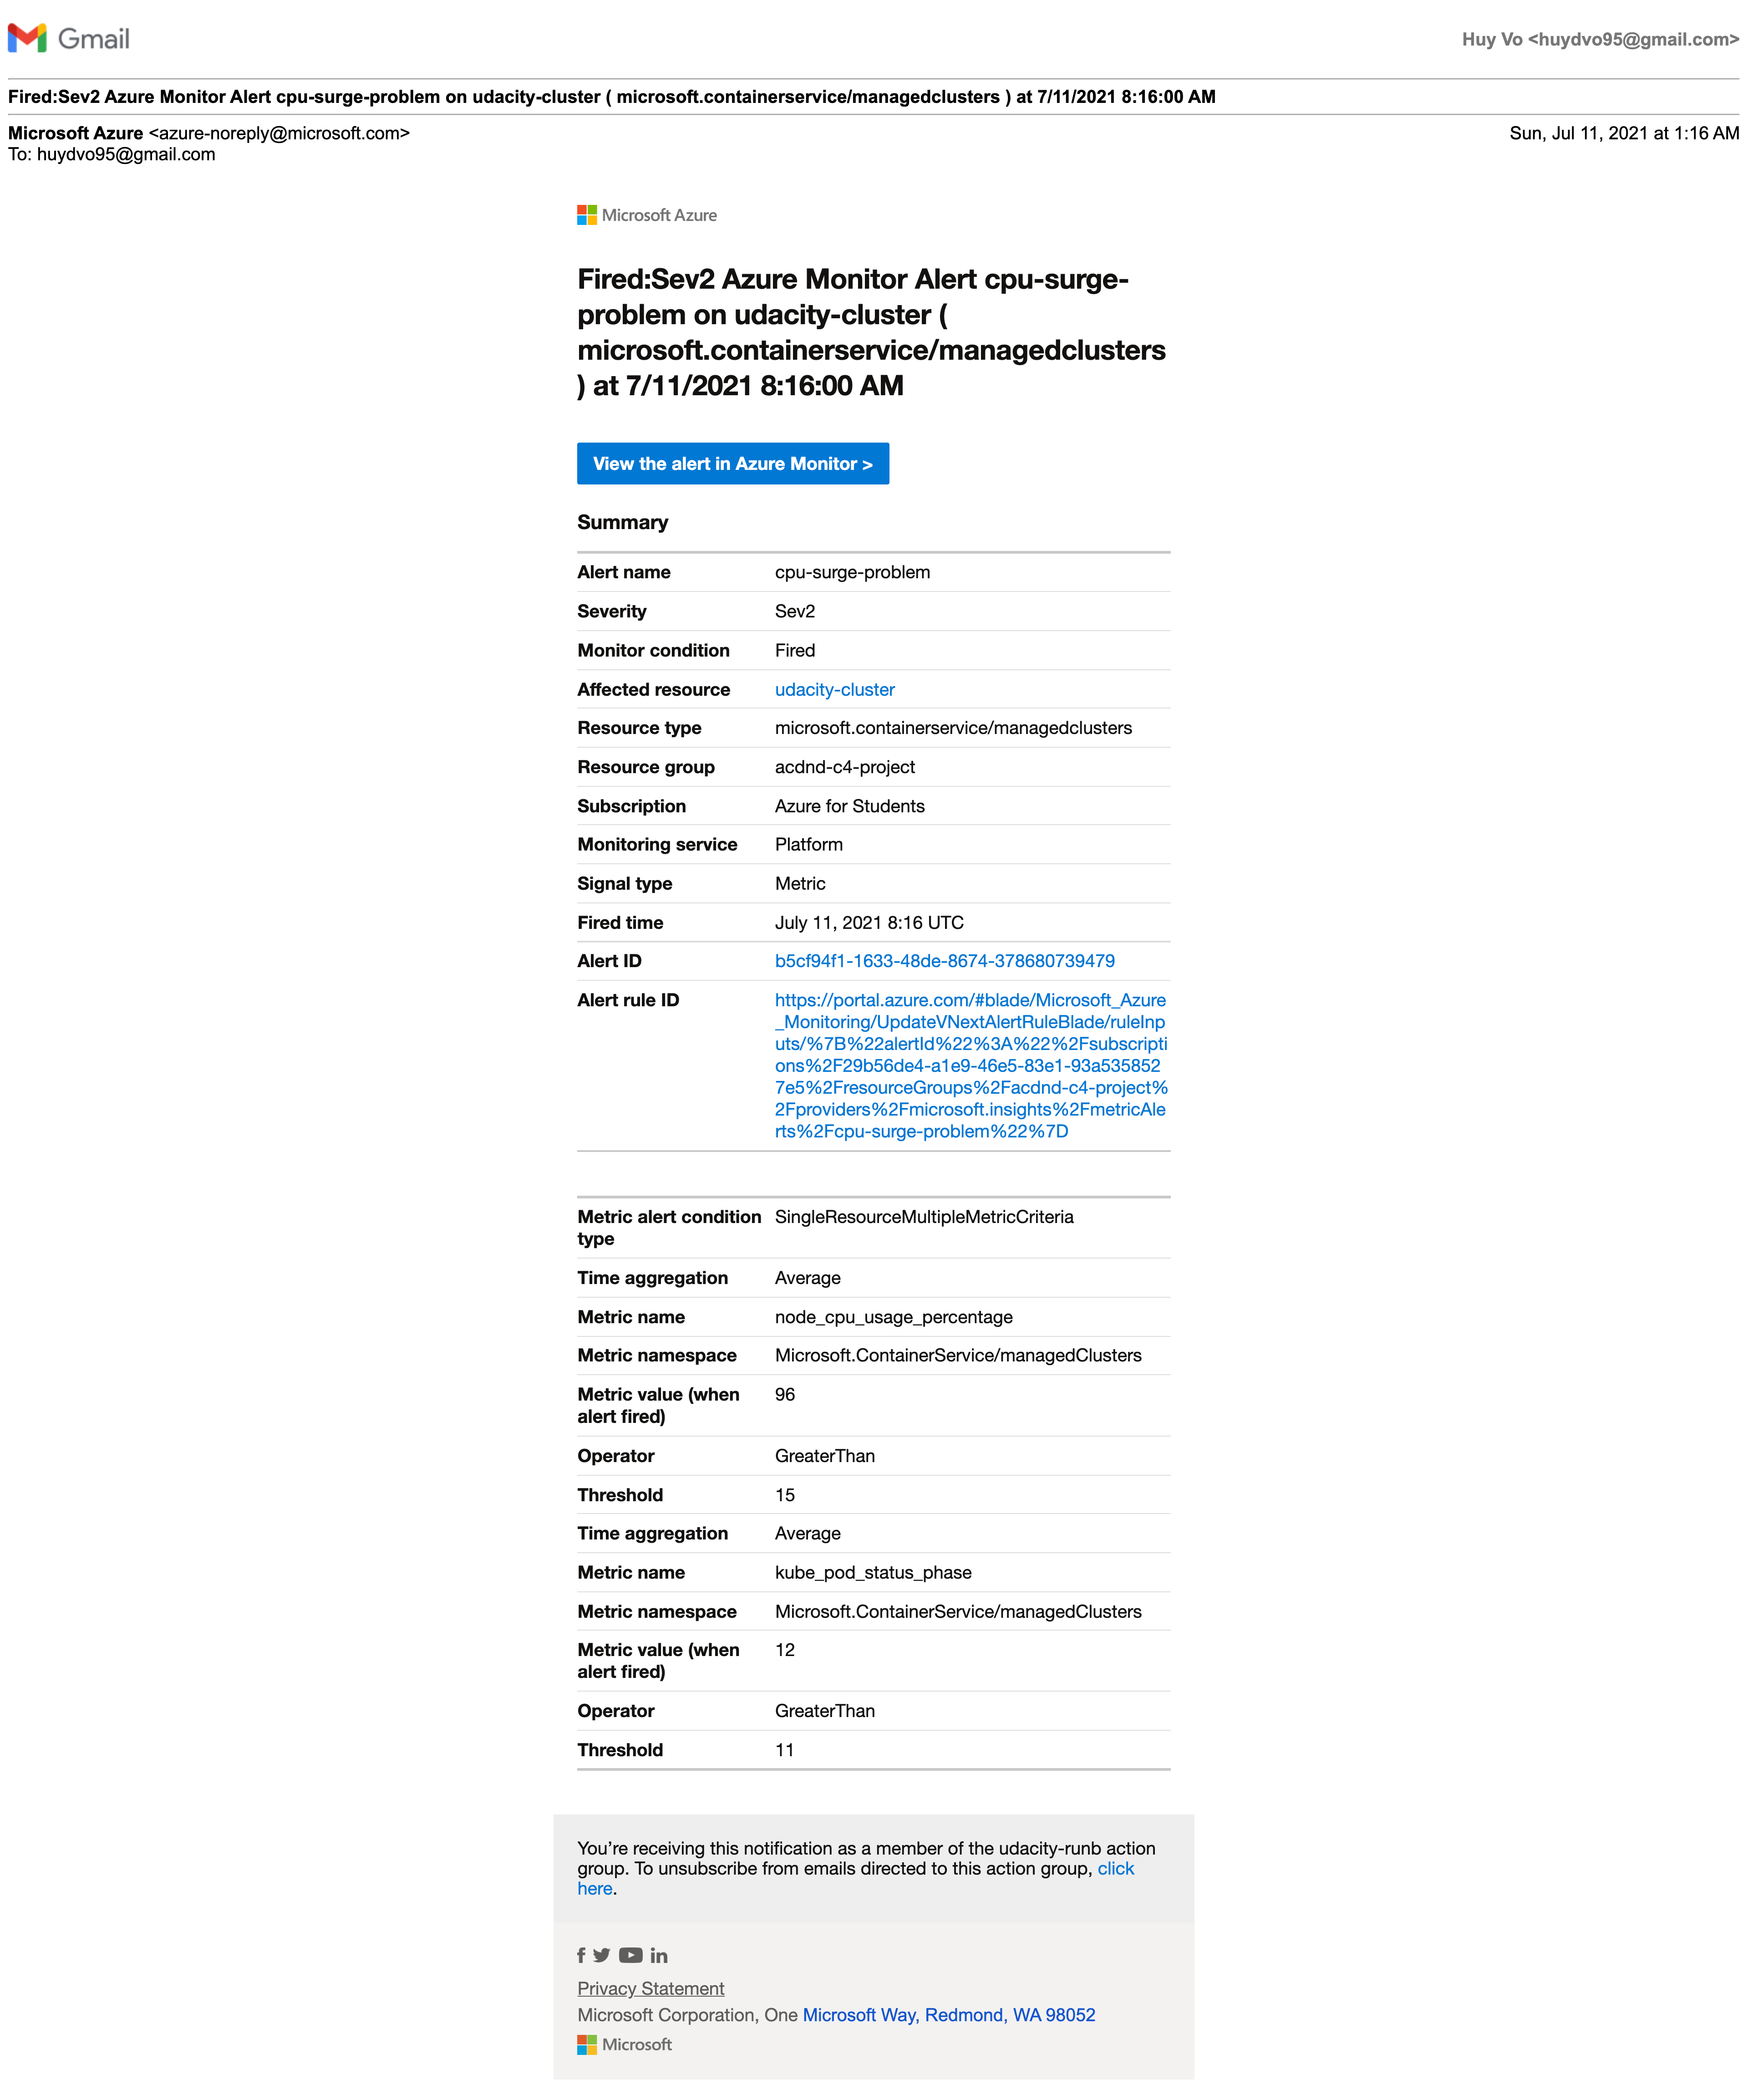 Gmail
Huy Vo <huydvo95@gmail.com>
Fired:Sev2 Azure Monitor Alert cpu-surge-problem on udacity-cluster ( microsoft.containerservice/managedclusters ) at 7/11/2021 8:16:00 AM
Microsoft Azure <azure-noreply@microsoft.com>
Sun, Jul 11, 2021 at 1:16 AM
To: huydvo95@gmail.com
Microsoft Azure
Fired:Sev2 Azure Monitor Alert cpu-surge-
problem on udacity-cluster (
microsoft.containerservice/managedclusters
) at 7/11/2021 8:16:00 AM
View the alert in Azure Monitor >
Summary
Alert name cpu-surge-problem
Severity Sev2
Monitor condition Fired
Affected resource udacity-cluster
Resource type microsoft.containerservice/managedclusters
Resource group acdnd-c4-project
Subscription Azure for Students
Monitoring service Platform
Signal type Metric
Fired time July 11, 2021 8:16 UTC
Alert ID b5cf94f1-1633-48de-8674-378680739479
Alert rule ID https://portal.azure.com/#blade/Microsoft_Azure
_Monitoring/UpdateVNextAlertRuleBlade/ruleInp
uts/%7B%22alertId%22%3A%22%2Fsubscripti
ons%2F29b56de4-a1e9-46e5-83e1-93a535852
7e5%2FresourceGroups%2Facdnd-c4-project%
2Fproviders%2Fmicrosoft.insights%2FmetricAle
rts%2Fcpu-surge-problem%22%7D
Metric alert condition SingleResourceMultipleMetricCriteria
type
Time aggregation Average
Metric name node_cpu_usage_percentage
Metric namespace Microsoft.ContainerService/managedClusters
Metric value (when 96
alert fired)
Operator GreaterThan
Threshold 15
Time aggregation Average
Metric name kube_pod_status_phase
Metric namespace Microsoft.ContainerService/managedClusters
Metric value (when 12
alert fired)
Operator GreaterThan
Threshold 11
You’re receiving this notification as a member of the udacity-runb action
group. To unsubscribe from emails directed to this action group, click
here.
Privacy Statement
Microsoft Corporation, One Microsoft Way, Redmond, WA 98052
Microsoft